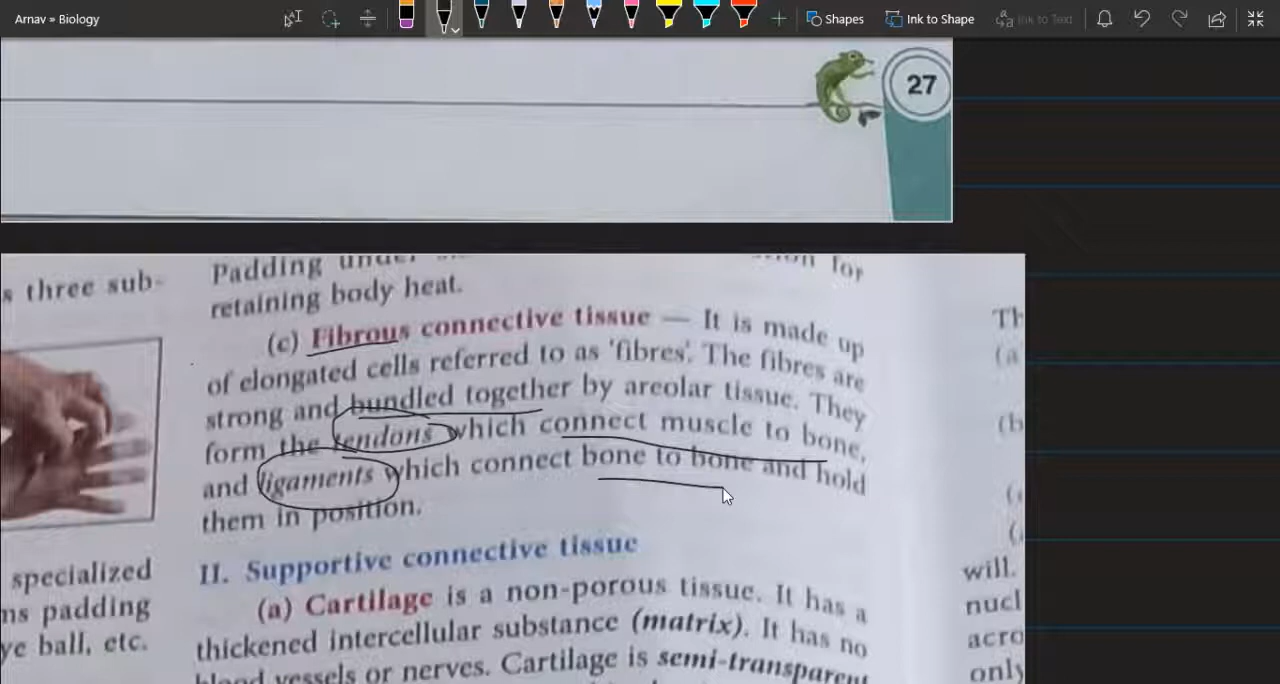 Arnav » Biology
Shapes
Ink to Shape
Ink to Text
27
s three sub-
specialized
ms padding
ye ball, etc.
Padding under
for
retaining body heat.
(c) Fibrous connective tissue — It is made up
of elongated cells referred to as 'fibres'. The fibres are
strong and bundled together by areolar tissue. They
form the tendons which connect muscle to bone,
and ligaments which connect bone to bone and hold
them in position.
II. Supportive connective tissue
(a) Cartilage is a non-porous tissue. It has a
thickened intercellular substance (matrix). It has no
blood vessels or nerves. Cartilage is semi-transparent
Th
(a
(b
will.
nucl
acro
only